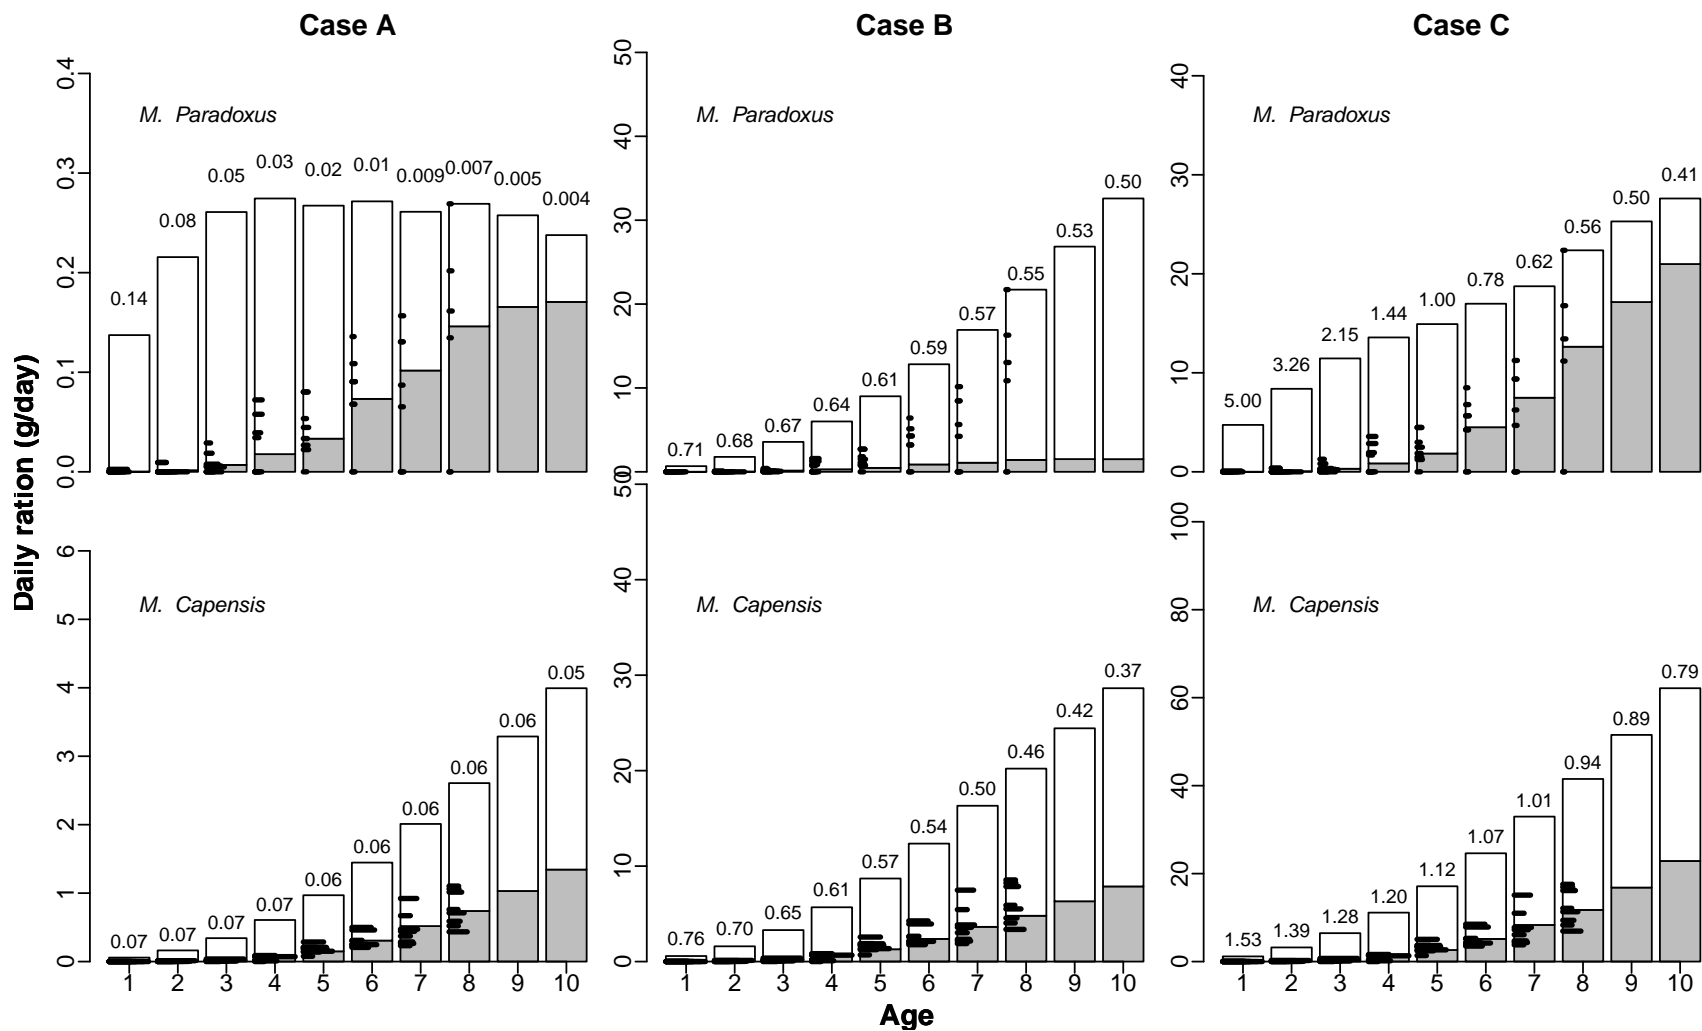 Case A
Case B
Case C
Daily ration (g/day)
0.0 0.1 0.2 0.3 0.4
M. Paradoxus
0.14 0.08 0.05 0.03 0.02 0.01 0.009 0.007 0.005 0.004
0 10 20 30 40 50
M. Paradoxus
0.71 0.68 0.67 0.64 0.61 0.59 0.57 0.55 0.53 0.50
0 10 20 30 40
M. Paradoxus
5.00 3.26 2.15 1.44 1.00 0.78 0.62 0.56 0.50 0.41
0 1 2 3 4 5 6
M. Capensis
0.07 0.07 0.07 0.07 0.06 0.06 0.06 0.06 0.06 0.05
1 2 3 4 5 6 7 8 9 10
0 10 20 30 40 50
M. Capensis
0.76 0.70 0.65 0.61 0.57 0.54 0.50 0.46 0.42 0.37
1 2 3 4 5 6 7 8 9 10
0 20 40 60 80 100
M. Capensis
1.53 1.39 1.28 1.20 1.12 1.07 1.01 0.94 0.89 0.79
1 2 3 4 5 6 7 8 9 10
Age